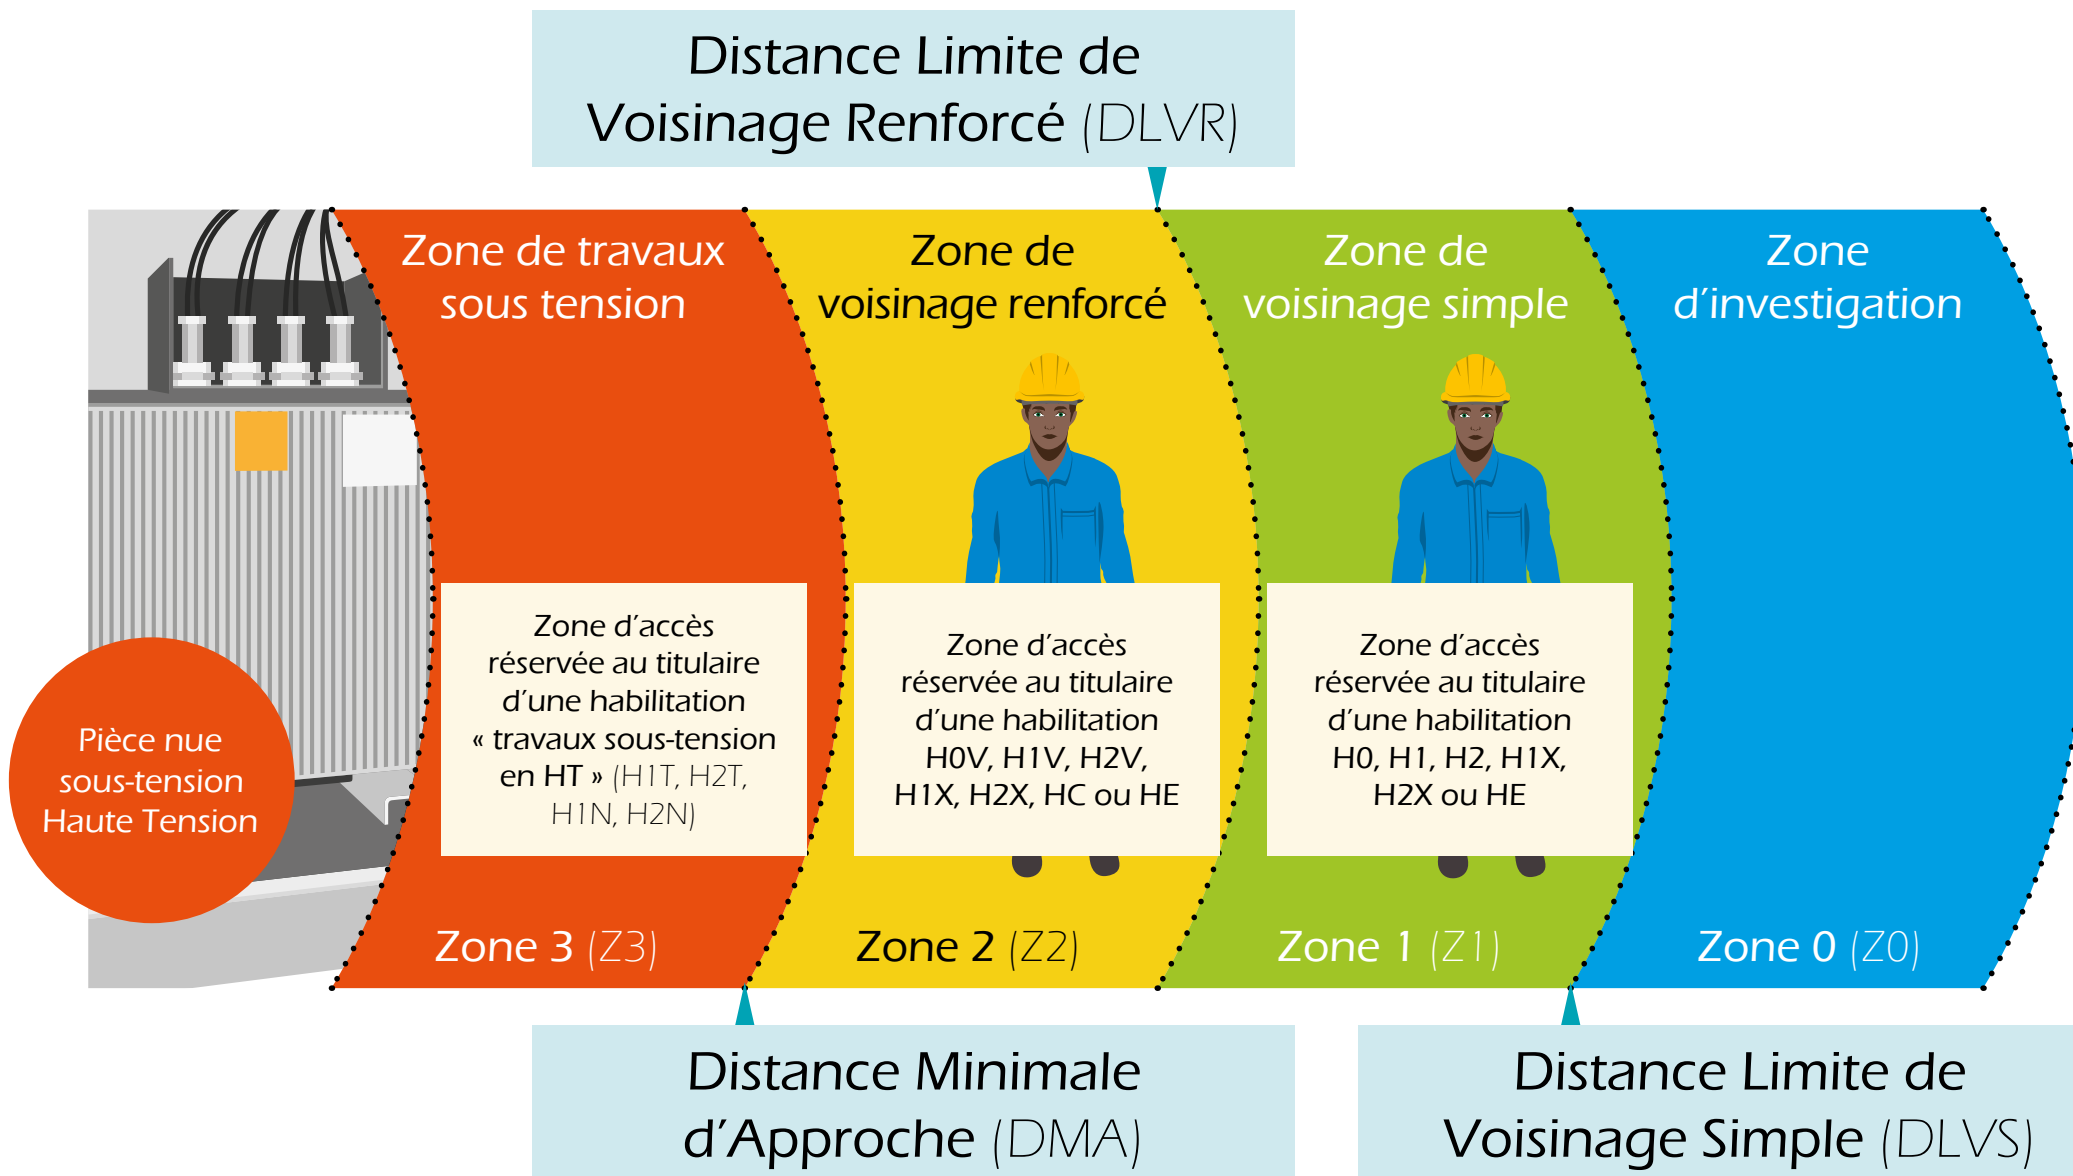 Distance Limite de
Voisinage Renforcé (DLVR)
Zone de travaux
sous tension
Zone de
voisinage renforcé
Zone de
voisinage simple
Zone
d'investigation
Pièce nue
sous-tension
Haute Tension
Zone d'accès
réservée au titulaire
d'une habilitation
« travaux sous-tension
en HT » (H1T, H2T,
H1N, H2N)
Zone d'accès
réservée au titulaire
d'une habilitation
H0V, H1V, H2V,
H1X, H2X, HC ou HE
Zone d'accès
réservée au titulaire
d'une habilitation
H0, H1, H2, H1X,
H2X ou HE
Zone 3 (Z3)
Zone 2 (Z2)
Zone 1 (Z1)
Zone 0 (Z0)
Distance Minimale
d'Approche (DMA)
Distance Limite de
Voisinage Simple (DLVS)